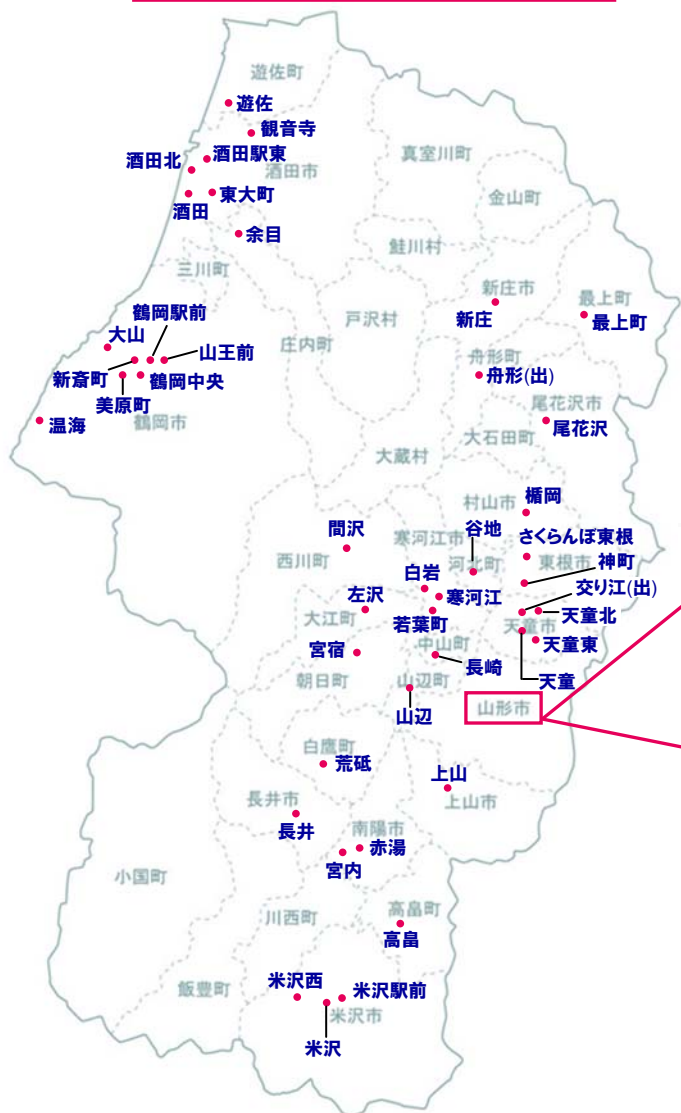 遊佐町
遊佐
観音寺
酒田駅東
酒田北
酒田市
真室川町
金山町
酒田
東大町
余目
鮭川村
三川町
新庄市
最上町
新庄
最上町
戸沢村
庄内町
鶴岡駅前
大山
山王前
舟形町
新斎町
鶴岡中央
舟形(出)
美原町
鶴岡市
温海
尾花沢市
尾花沢
大石田町
大蔵村
村山市
楯岡
谷地
間沢
寒河江市
さくらんぼ東根
西川町
河北町
東根市
神町
白岩
交り江(出)
左沢
寒河江
大江町
若葉町
天童市
天童北
中山町
天童東
宮宿
長崎
朝日町
山辺町
天童
山辺
山形市
白鷹町
荒砥
上山
長井市
上山市
長井
南陽市
赤湯
宮内
小国町
川西町
高畠町
高畠
飯豊町
米沢西
米沢駅前
米沢市
米沢